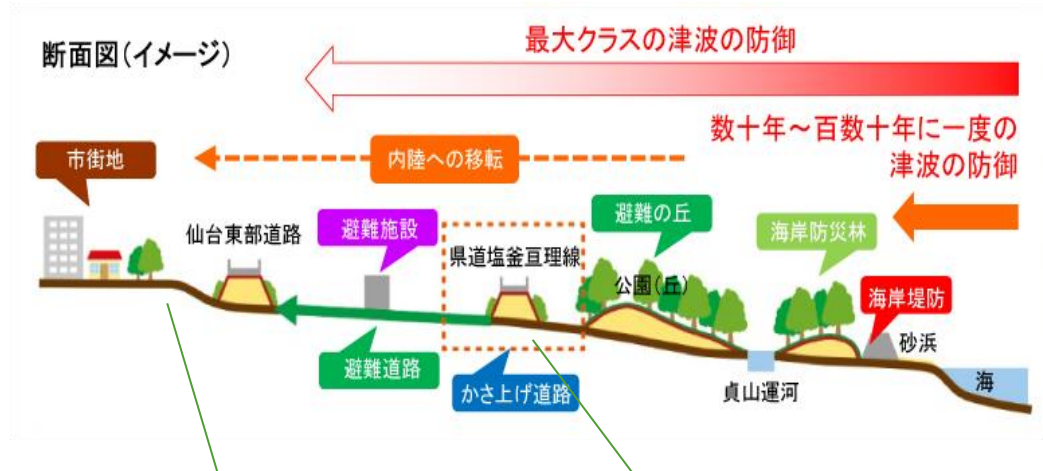 断面図(イメージ)
最大クラスの津波の防御
数十年～百数十年に一度の
津波の防御
市街地
内陸への移転
仙台東部道路
避難施設
県道塩釜亘理線
避難の丘
公園(丘)
海岸防災林
海岸堤防
砂浜
避難道路
かさ上げ道路
貞山運河
海